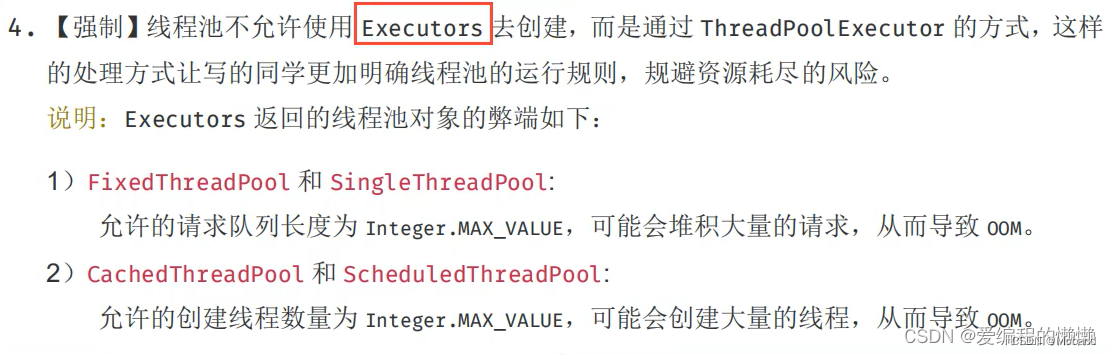 4. 【强制】线程池不允许使用 Executors 去创建，而是通过 ThreadPoolExecutor 的方式，这样
的处理方式让写的同学更加明确线程池的运行规则，规避资源耗尽的风险。
说明：Executors 返回的线程池对象的弊端如下：
1）FixedThreadPool 和 SingleThreadPool:
允许的请求队列长度为 Integer.MAX_VALUE，可能会堆积大量的请求，从而导致 OOM。
2）CachedThreadPool 和 ScheduledThreadPool:
允许的创建线程数量为 Integer.MAX_VALUE，可能会创建大量的线程，从而导致 OOM。
CSDN @爱编程的懒懒